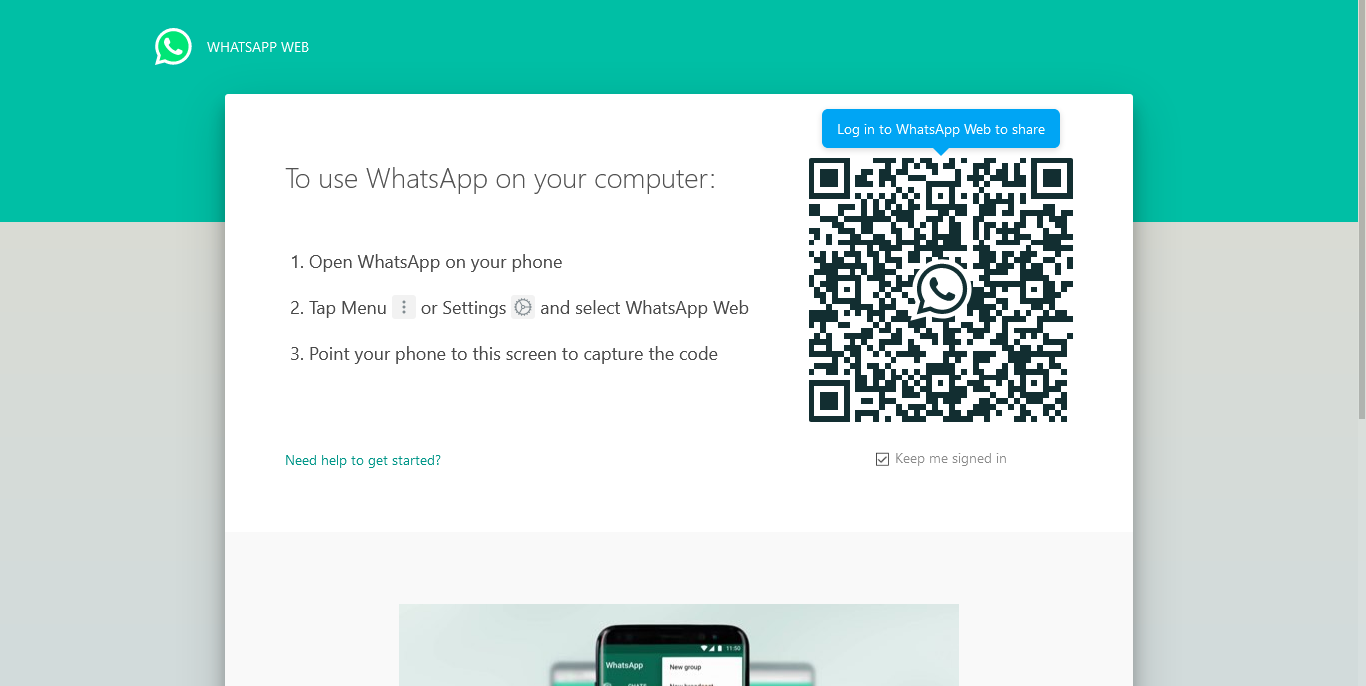 WHATSAPP WEB
Log in to WhatsApp Web to share
To use WhatsApp on your computer:
1. Open WhatsApp on your phone
2. Tap Menu or Settings and select WhatsApp Web
3. Point your phone to this screen to capture the code
Need help to get started?
Keep me signed in
11:50
WhatsApp
New group